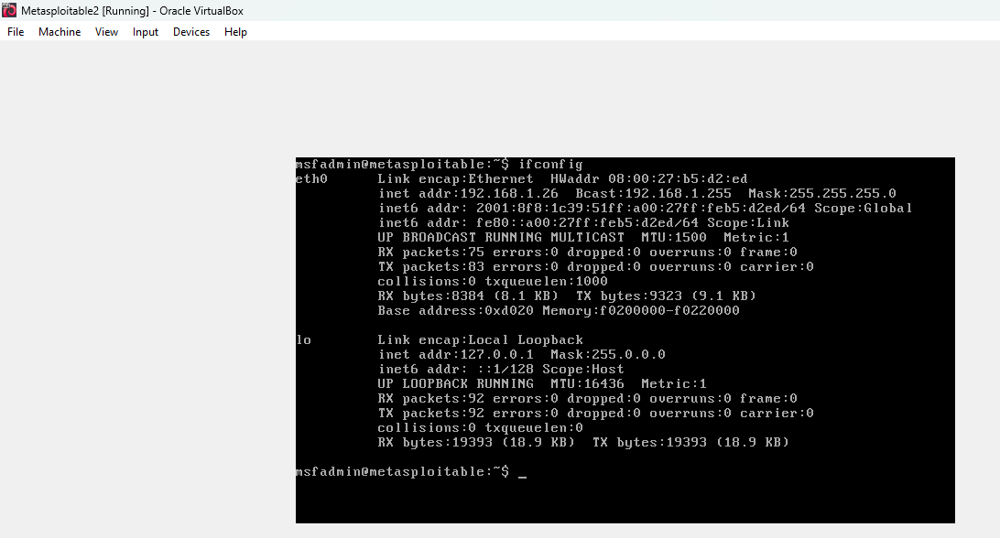 Metasploitable2 [Running] - Oracle VirtualBox
File Machine View Input Devices Help
msfadmin@metasploitable:~$ ifconfig
eth0 Link encap:Ethernet HWaddr 08:00:27:b5:d2:ed
inet addr:192.168.1.26 Bcast:192.168.1.255 Mask:255.255.255.0
inet6 addr: 2001:8f8:1c39:51ff:a00:27ff:feb5:d2ed/64 Scope:Global
inet6 addr: fe80::a00:27ff:feb5:d2ed/64 Scope:Link
UP BROADCAST RUNNING MULTICAST MTU:1500 Metric:1
RX packets:75 errors:0 dropped:0 overruns:0 frame:0
TX packets:83 errors:0 dropped:0 overruns:0 carrier:0
collisions:0 txqueuelen:1000
RX bytes:8384 (8.1 KB) TX bytes:9323 (9.1 KB)
Base address:0xd020 Memory:f0200000-f0220000
lo Link encap:Local Loopback
inet addr:127.0.0.1 Mask:255.0.0.0
inet6 addr: ::1/128 Scope:Host
UP LOOPBACK RUNNING MTU:16436 Metric:1
RX packets:92 errors:0 dropped:0 overruns:0 frame:0
TX packets:92 errors:0 dropped:0 overruns:0 carrier:0
collisions:0 txqueuelen:0
RX bytes:19393 (18.9 KB) TX bytes:19393 (18.9 KB)
msfadmin@metasploitable:~$ _